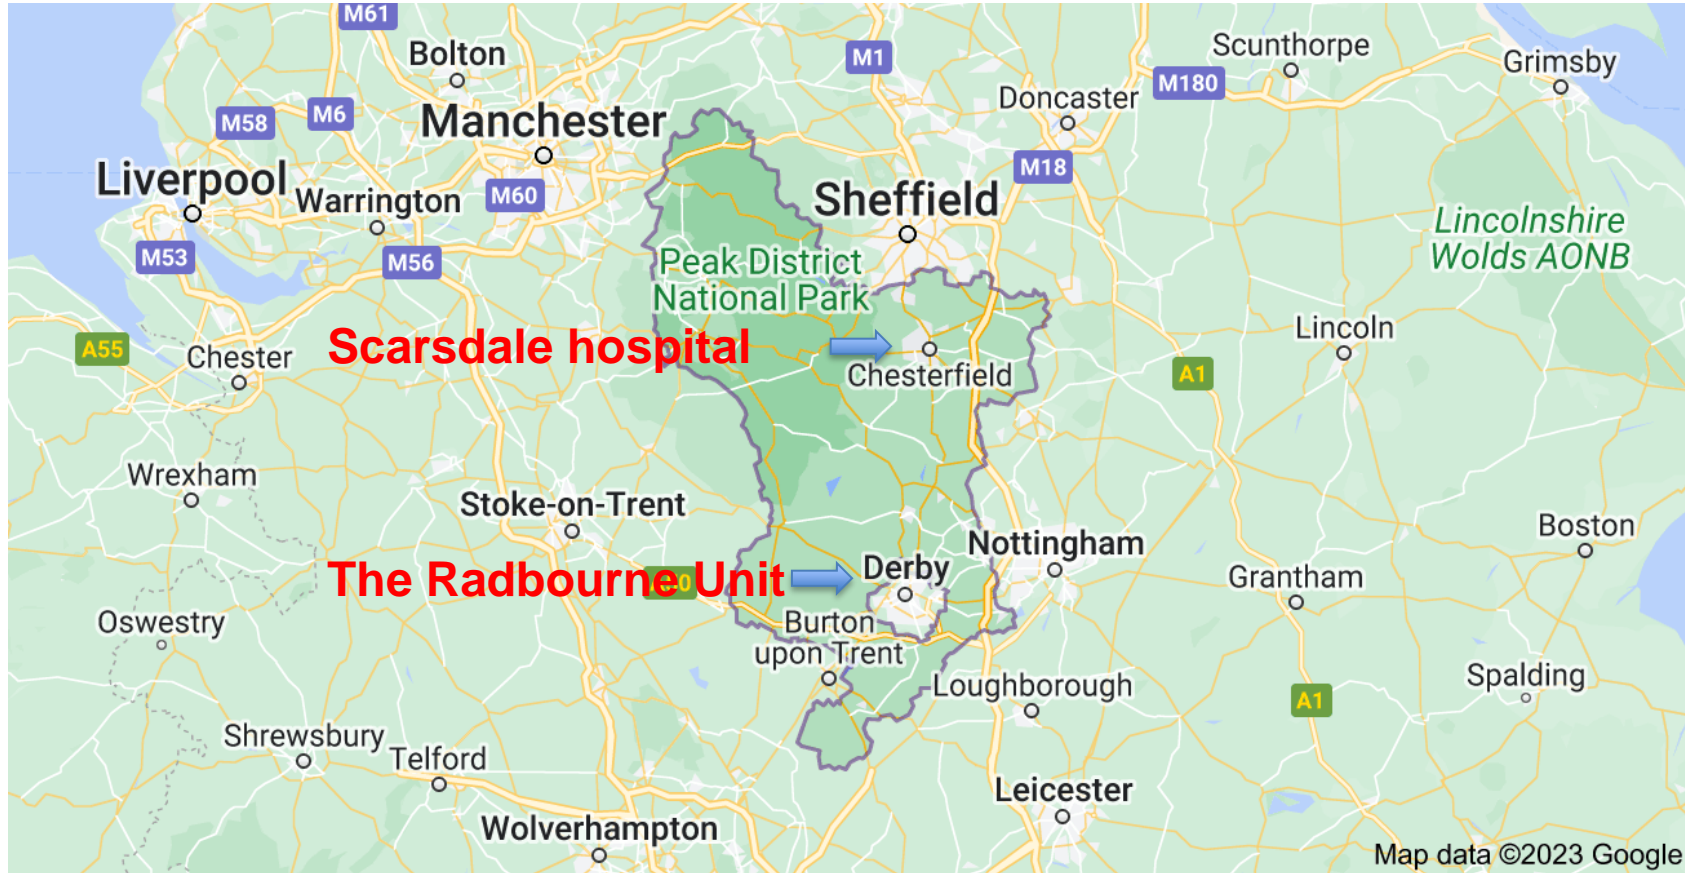 M61
Bolton
M1
Scunthorpe
Grimsby
M180
Doncaster
M58
M6
Manchester
M18
Liverpool
Warrington
M60
Sheffield
Lincolnshire
Wolds AONB
M53
M56
Peak District
National Park
Lincoln
A55
Chester
Scarsdale hospital
Chesterfield
A1
Wrexham
Stoke-on-Trent
Boston
Nottingham
The Radbourne Unit
Derby
Grantham
Oswestry
Burton
upon Trent
Loughborough
Spalding
A1
Shrewsbury
Telford
Leicester
Wolverhampton
Map data ©2023 Google